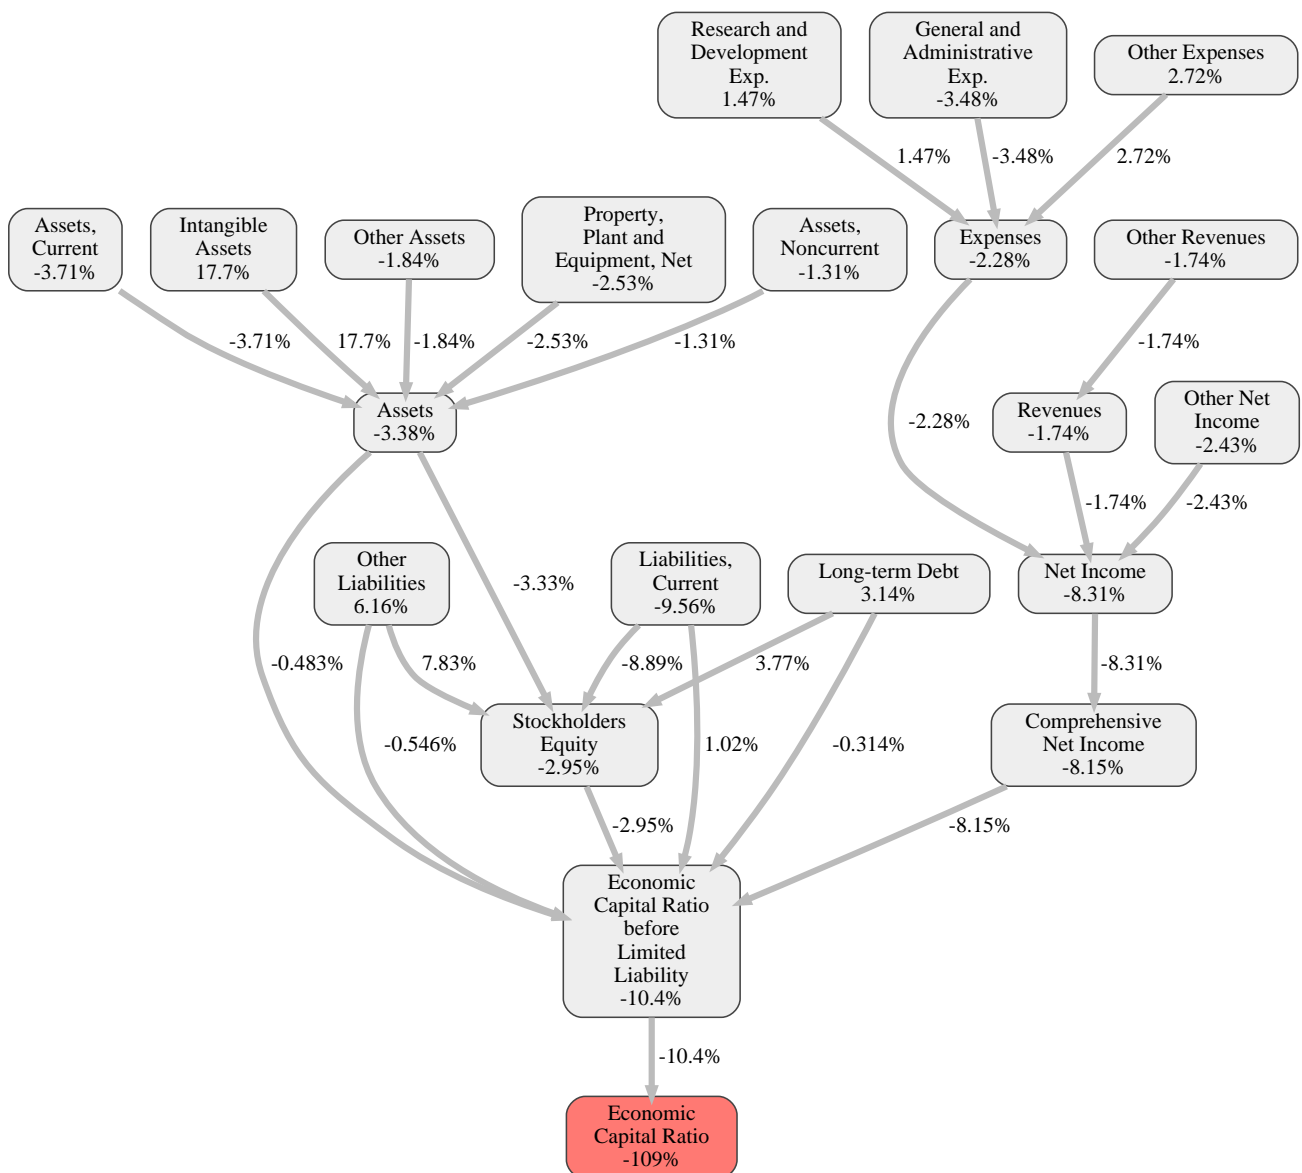 Research and
Development
Exp.
1.47%
General and
Administrative
Exp.
-3.48%
Other Expenses
2.72%
1.47%
-3.48%
2.72%
Assets,
Current
-3.71%
Intangible
Assets
17.7%
Other Assets
-1.84%
Property,
Plant and
Equipment, Net
-2.53%
Assets,
Noncurrent
-1.31%
Expenses
-2.28%
Other Revenues
-1.74%
-3.71%
17.7%
-1.84%
-2.53%
-1.31%
-1.74%
Assets
-3.38%
-2.28%
Revenues
-1.74%
Other Net
Income
-2.43%
-1.74%
-2.43%
Other
Liabilities
6.16%
-3.33%
Liabilities,
Current
-9.56%
Long-term Debt
3.14%
Net Income
-8.31%
-0.483%
7.83%
-8.89%
3.77%
-8.31%
Stockholders
Equity
-2.95%
-0.546%
1.02%
-0.314%
Comprehensive
Net Income
-8.15%
-2.95%
-8.15%
Economic
Capital Ratio
before
Limited
Liability
-10.4%
-10.4%
Economic
Capital Ratio
-109%